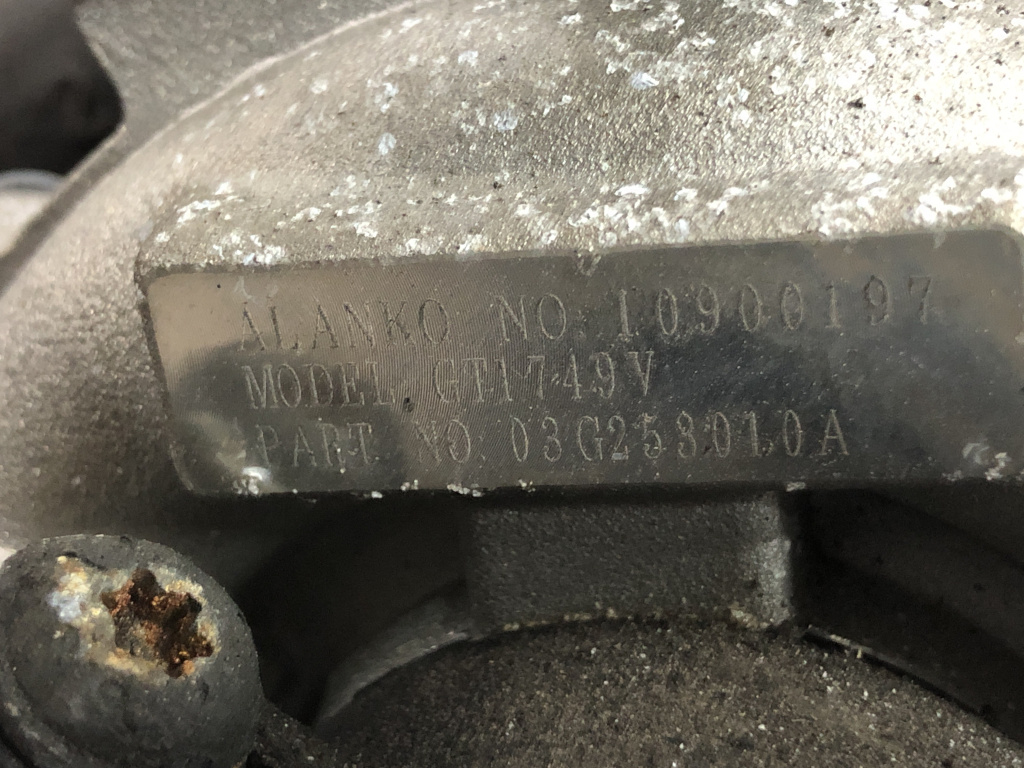 ALANKO NO: 10900197
MODEL: GT1749V
PART NO: 03G253010A